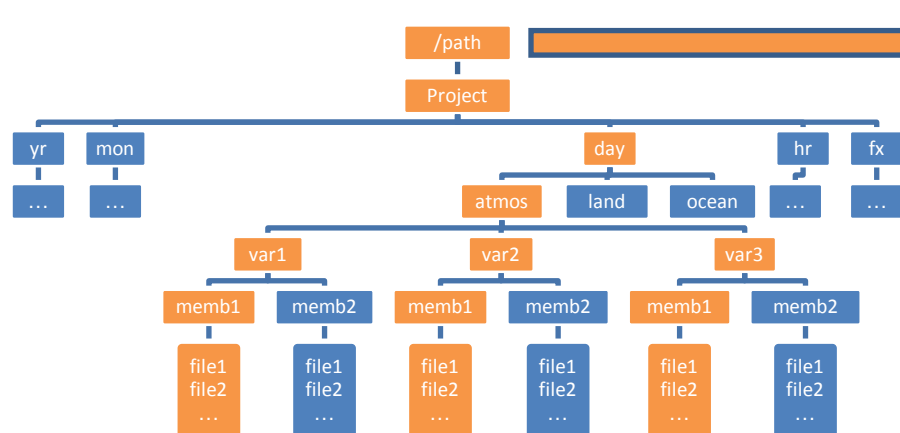 /path
Project
yr mon day hr fx
… … atmos land ocean … …
var1 var2 var3
memb1 memb2 memb1 memb2 memb1 memb2
file1 file1 file1 file1 file1 file1
file2 file2 file2 file2 file2 file2
… … … … … …